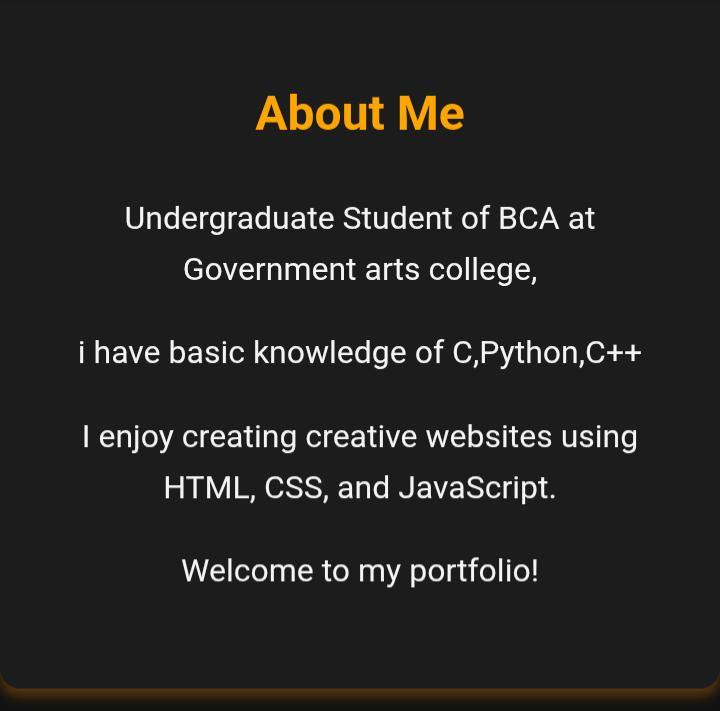 About Me
Undergraduate Student of BCA at
Government arts college,
i have basic knowledge of C,Python,C++
I enjoy creating creative websites using
HTML, CSS, and JavaScript.
Welcome to my portfolio!